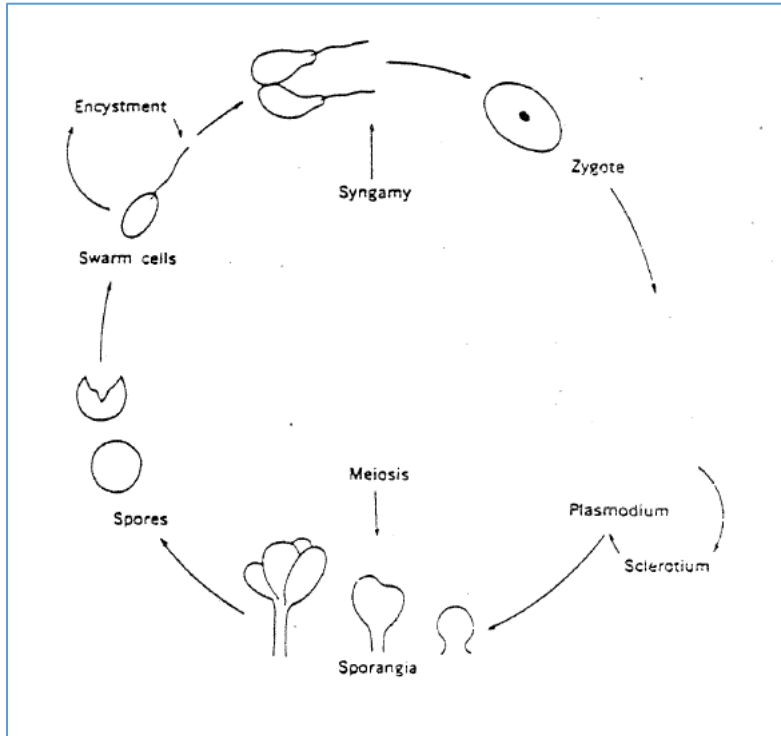 Encystment
Syngamy
Zygote
Swarm cells
Meiosis
Plasmodium
Spores
Sclerotium
Sporangia